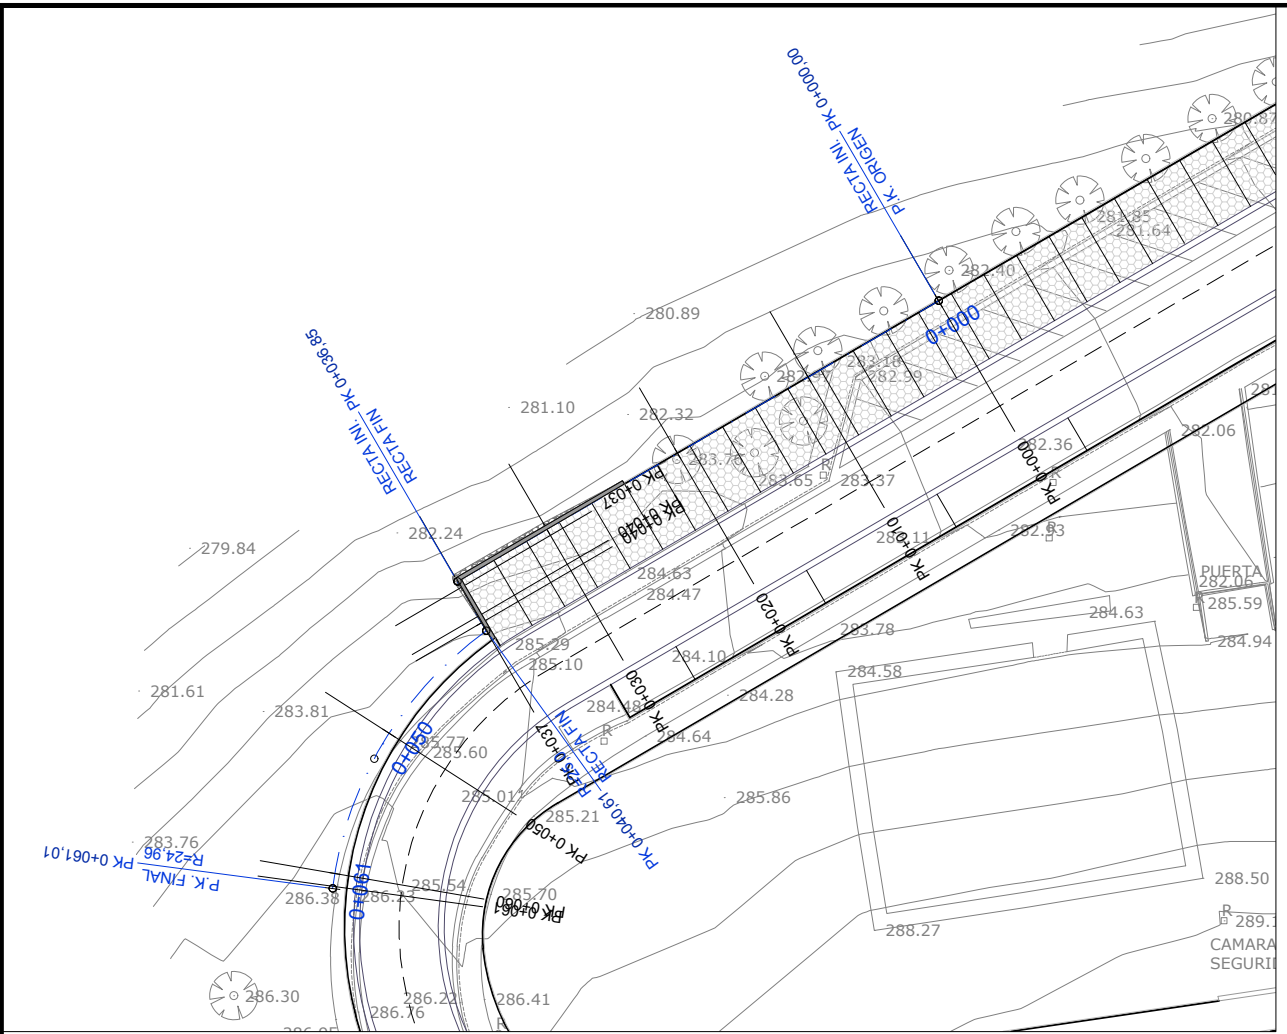 RECTA INI. PK 0+000,00
P.K. ORIGEN
280.87
281.85
281.64
282.40
0+000
280.89
RECTA INI. PK 0+036,85
RECTA FIN
283.18
282.97
282.99
281.10
282.32
282.06
282.36
PK 0+000
283.76
R
283.65
283.37
R
PK 0+037
PK 0+040
0+040
PK 0+010
R
282.24
279.84
284.63
284.47
PUERTA
282.06
R
285.59
284.63
PK 0+020
283.78
284.94
285.29
285.10
284.10
284.58
281.61
PK 0+030
284.28
283.81
284.48
R
284.64
PK 0+037
RECTA FIN
PK 0+040,61
0+050
285.60
285.01
285.86
285.21
PK 0+050
283.76
R=24,96
P.K. FINAL
PK 0+061,01
0+061
285.54
286.38
286.23
285.70
PK 0+060
PK 0+061
288.50
R
288.27
CAMARA
286.30
286.22
286.41
286.76
R